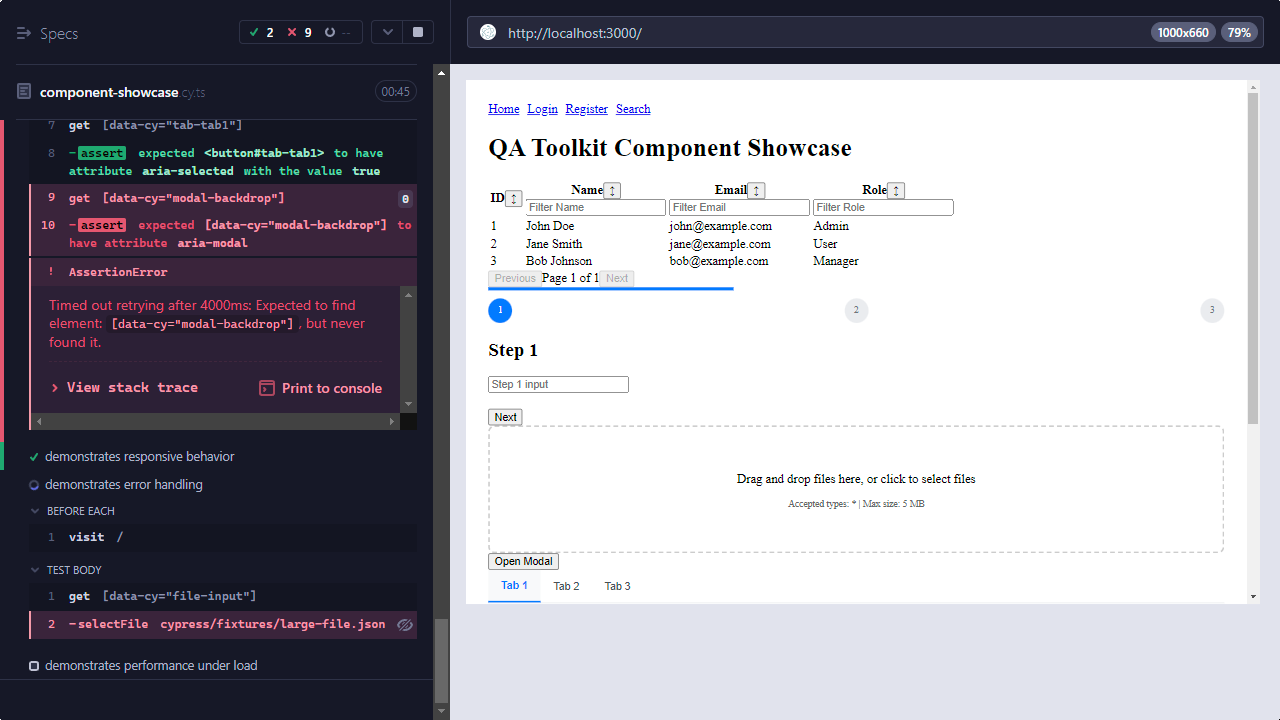 Specs
2 9 --
component-showcase.cy.ts 00:45
7 get [data-cy="tab-tab1"]
8 -assert expected <button#tab-tab1> to have
attribute aria-selected with the value true
9 get [data-cy="modal-backdrop"] 0
10 -assert expected [data-cy="modal-backdrop"] to
have attribute aria-modal
! AssertionError
Timed out retrying after 4000ms: Expected to find
element: [data-cy="modal-backdrop"], but never
found it.
View stack trace Print to console
demonstrates responsive behavior
demonstrates error handling
BEFORE EACH
1 visit /
TEST BODY
1 get [data-cy="file-input"]
2 -selectFile cypress/fixtures/large-file.json
demonstrates performance under load
http://localhost:3000/ 1000x660 79%
Home Login Register Search
QA Toolkit Component Showcase
ID↕ Name↕ Email↕ Role↕
Filter Name Filter Email Filter Role
1 John Doe john@example.com Admin
2 Jane Smith jane@example.com User
3 Bob Johnson bob@example.com Manager
Previous Page 1 of 1 Next
1 2 3
Step 1
Step 1 input
Next
Drag and drop files here, or click to select files
Accepted types: * | Max size: 5 MB
Open Modal
Tab 1 Tab 2 Tab 3